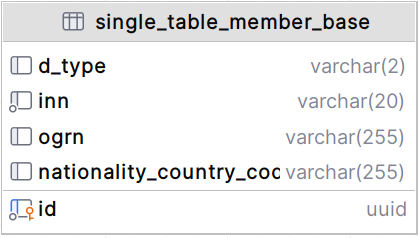 single_table_member_base
d_type varchar(2)
inn varchar(20)
ogrn varchar(255)
nationality_country_coc varchar(255)
id uuid